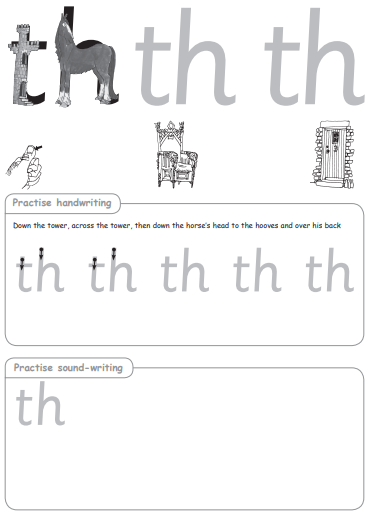 th th th
Practise handwriting
Down the tower, across the tower, then down the horse's head to the hooves and over his back
th th th th th
Practise sound-writing
th